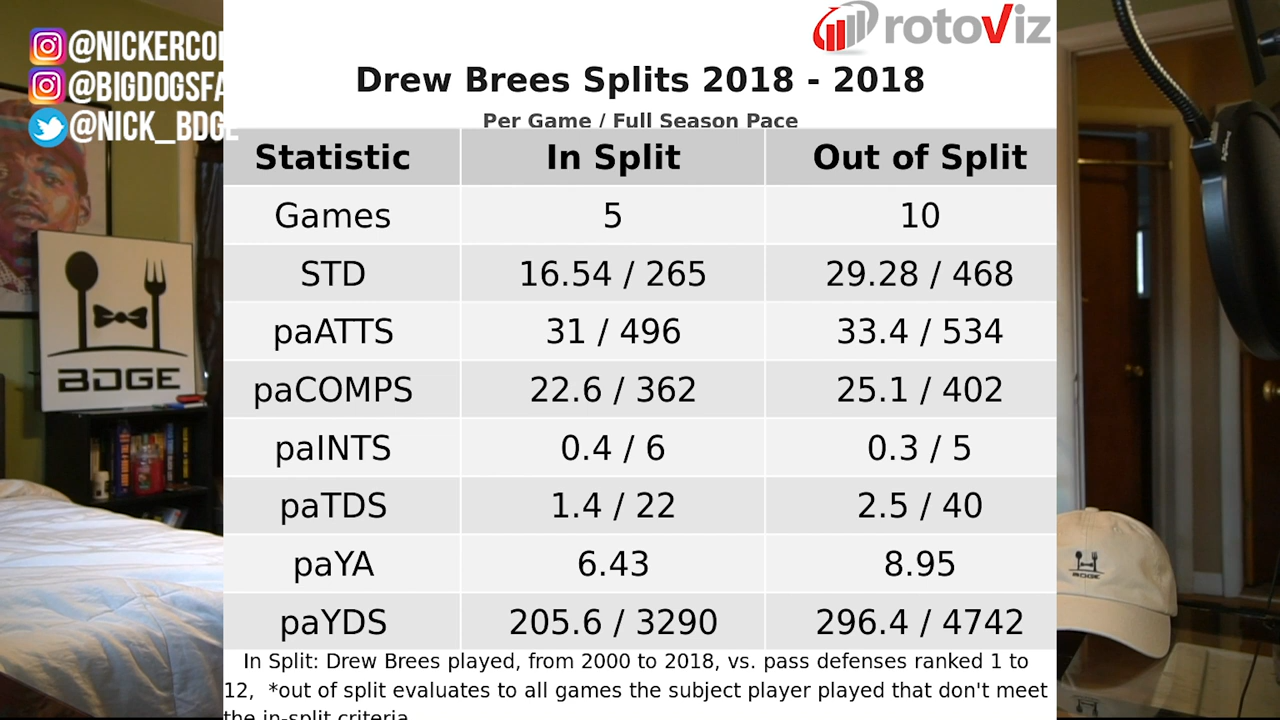 rotoViz
@NICKERCO
@BIGDOGSFA
@NICK_BDGE
Drew Brees Splits 2018 - 2018
Per Game / Full Season Pace
Statistic In Split Out of Split
Games 5 10
STD 16.54 / 265 29.28 / 468
paATTS 31 / 496 33.4 / 534
paCOMPS 22.6 / 362 25.1 / 402
paINTS 0.4 / 6 0.3 / 5
paTDS 1.4 / 22 2.5 / 40
paYA 6.43 8.95
paYDS 205.6 / 3290 296.4 / 4742
In Split: Drew Brees played, from 2000 to 2018, vs. pass defenses ranked 1 to
12, *out of split evaluates to all games the subject player played that don't meet
the in-split criteria
BDGE
BDGE